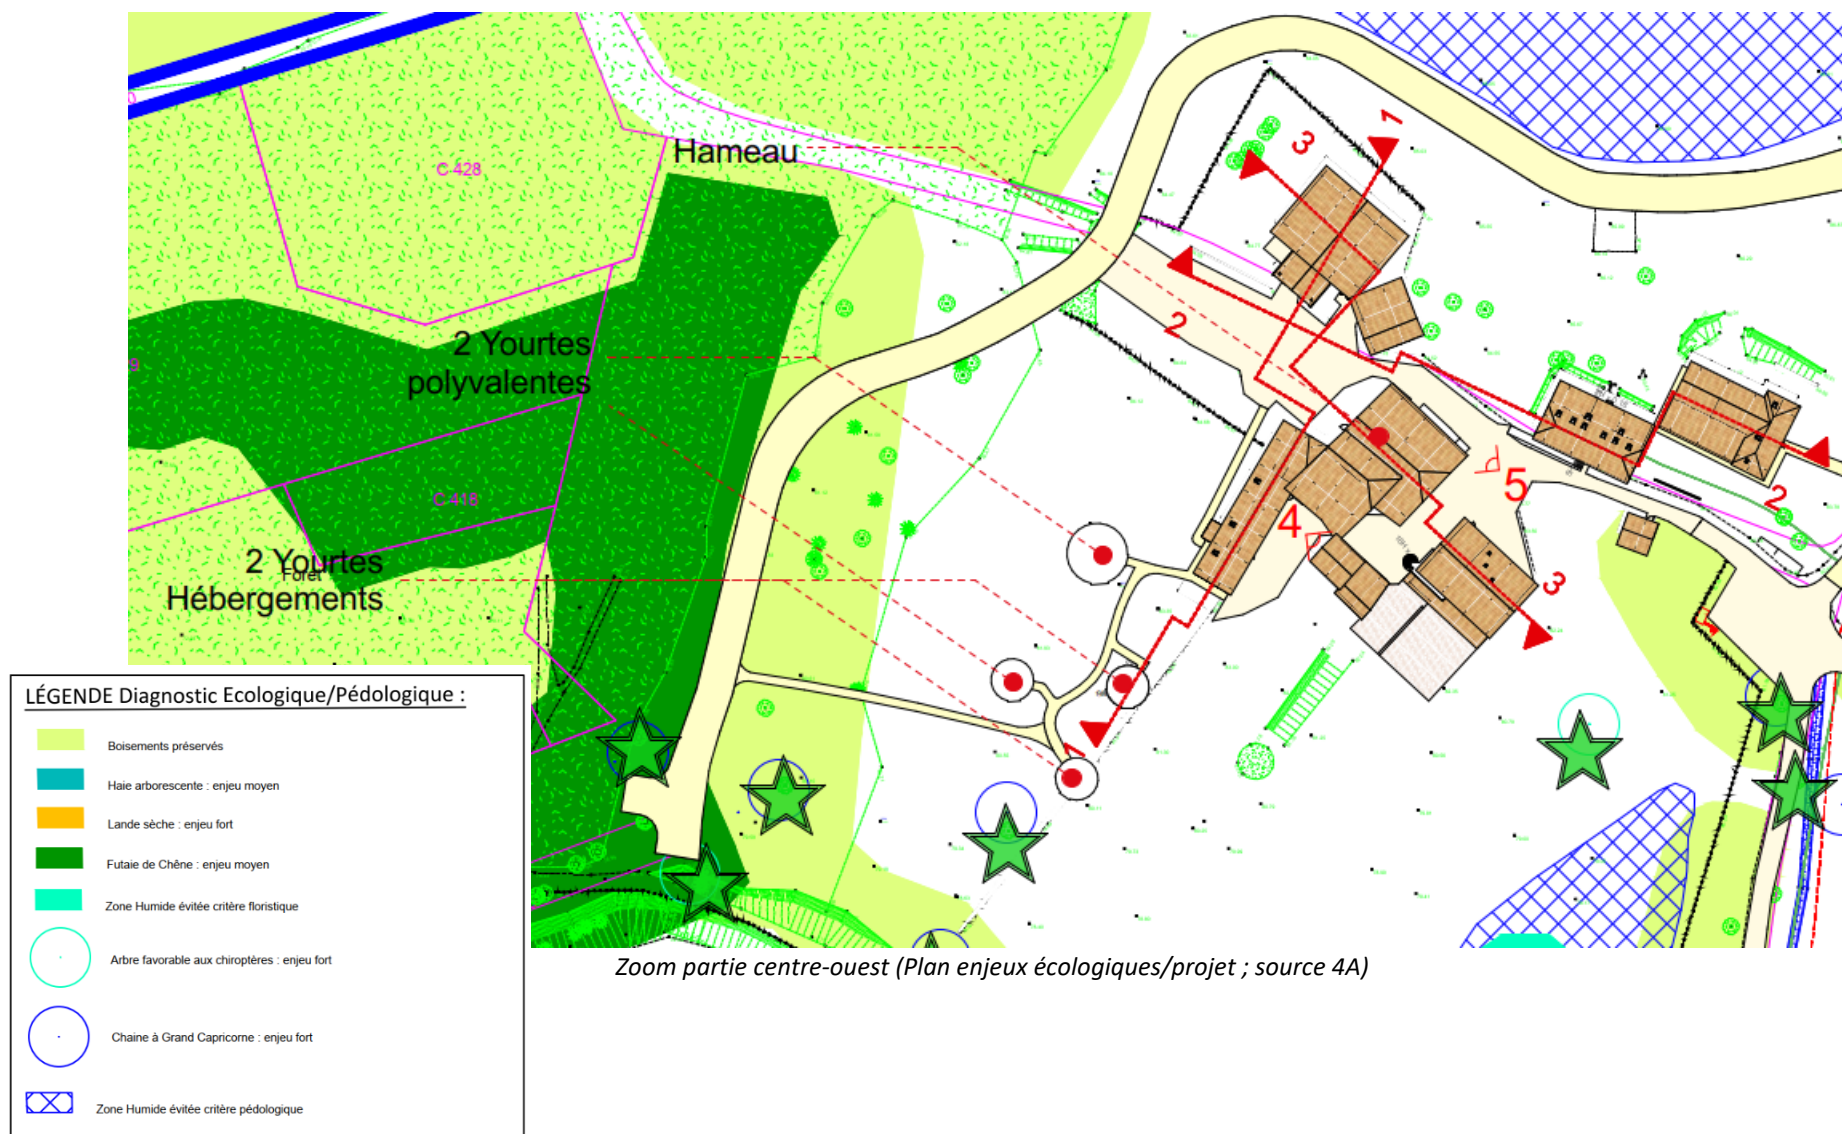 Hameau
C 428
2 Yourtes
polyvalentes
C 418
2 Yourtes
Forêt
Hébergements
1
3
2
5
4
2
3
1
LÉGENDE Diagnostic Ecologique/Pédologique :
Boisements préservés
Haie arborescente : enjeu moyen
Lande sèche : enjeu fort
Futaie de Chêne : enjeu moyen
Zone Humide évitée critère floristique
Arbre favorable aux chiroptères : enjeu fort
Chaine à Grand Capricorne : enjeu fort
Zone Humide évitée critère pédologique
Zoom partie centre-ouest (Plan enjeux écologiques/projet ; source 4A)